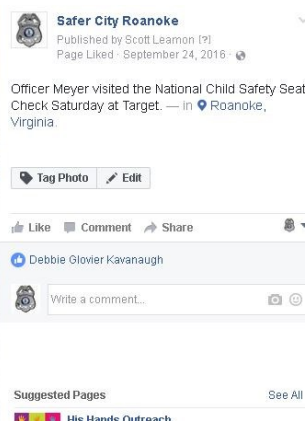 Safer City Roanoke
Published by Scott Leamon [?]
Page Liked · September 24, 2016 ·
Officer Meyer visited the National Child Safety Seat
Check Saturday at Target. — in Roanoke,
Virginia.
Tag Photo Edit
Like Comment Share
Debbie Glovier Kavanaugh
Write a comment...
Suggested Pages See All
His Hands Outreach